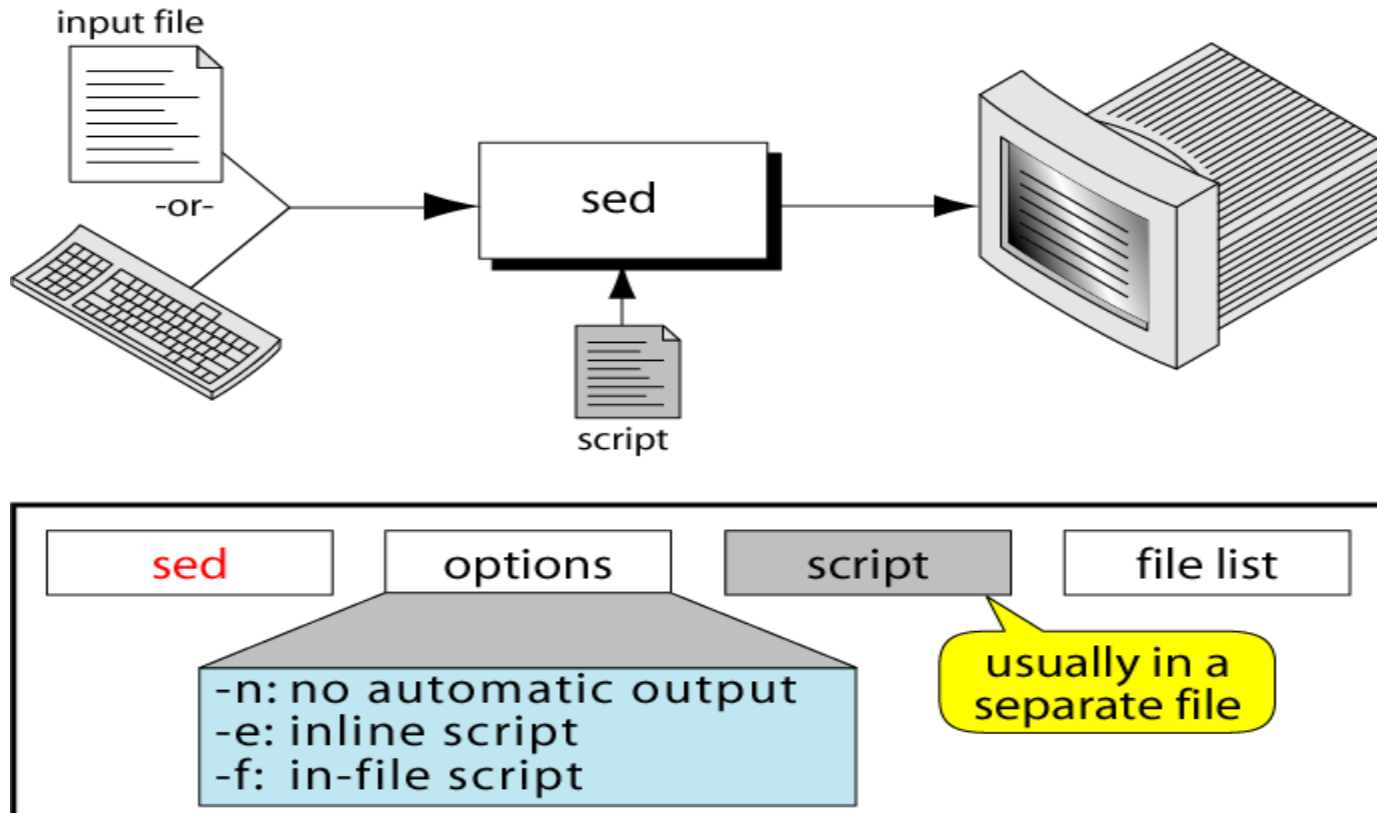 input file
-or-
sed
script
sed
options
script
file list
-n: no automatic output
-e: inline script
-f: in-file script
usually in a
separate file